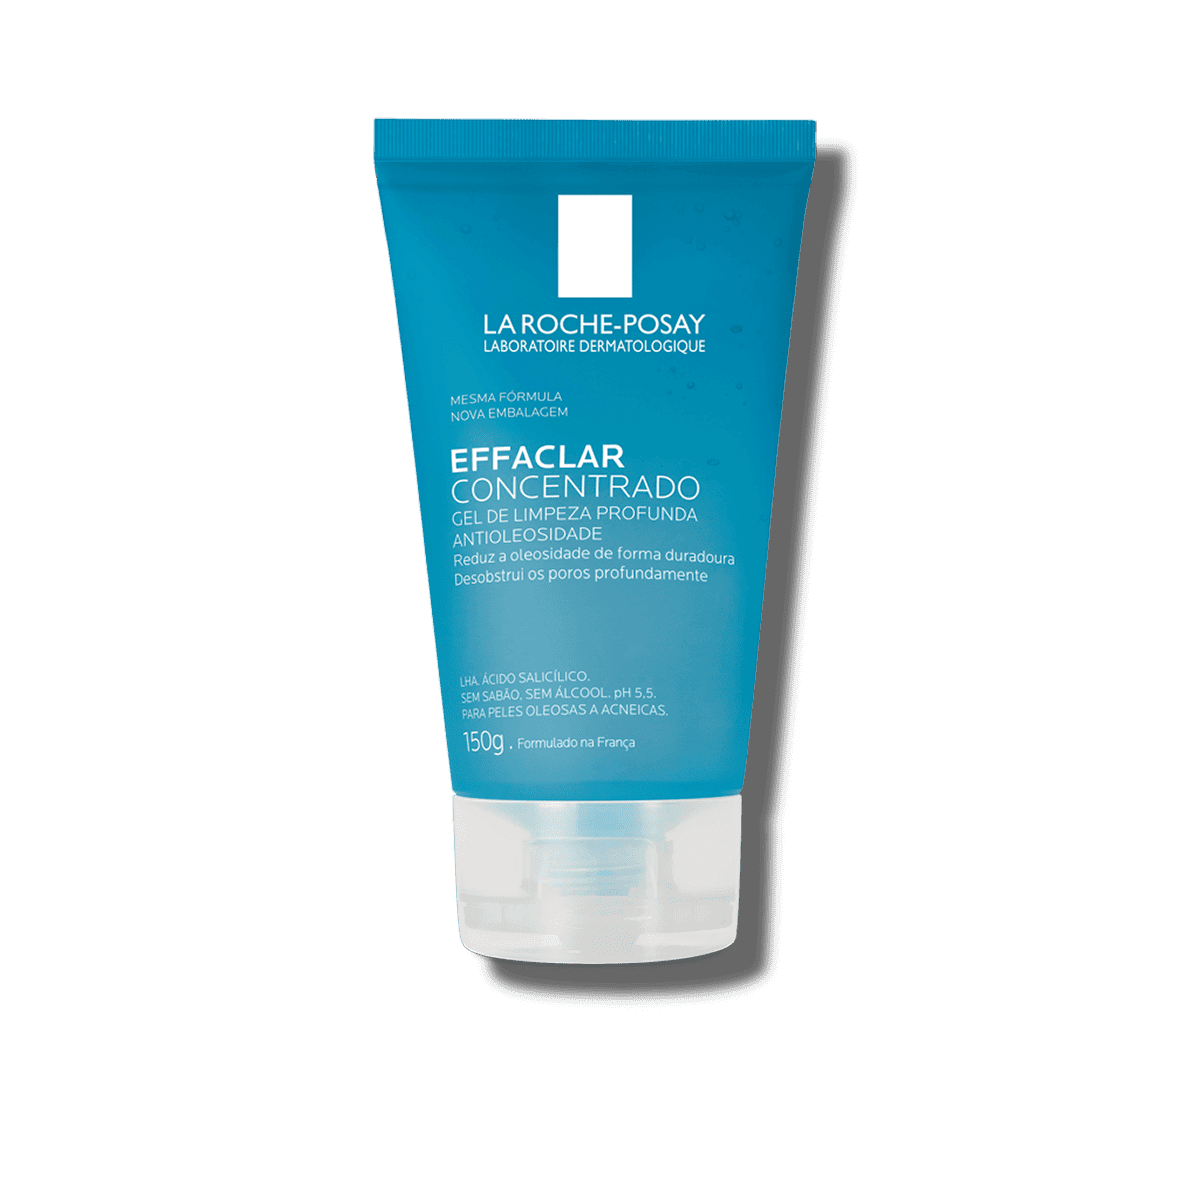 LA ROCHE-POSAY
LABORATOIRE DERMATOLOGIQUE
MESMA FÓRMULA
NOVA EMBALAGEM
EFFACLAR
CONCENTRADO
GEL DE LIMPEZA PROFUNDA
ANTIOLEOSIDADE
Reduz a oleosidade de forma duradoura
Desobstrui os poros profundamente
LHA. ÁCIDO SALICÍLICO.
SEM SABÃO, SEM ÁLCOOL. pH 5,5.
PARA PELES OLEOSAS A ACNEICAS.
150g . Formulado na França